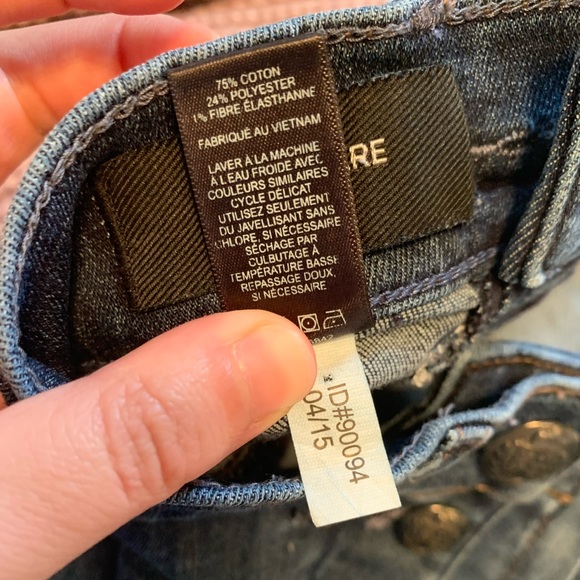 75% COTON
24% POLYESTER
1% FIBRE ÉLASTHANNE
FABRIQUÉ AU VIETNAM
LAVER À LA MACHINE
À L'EAU FROIDE AVEC
COULEURS SIMILAIRES
CYCLE DÉLICAT
UTILISEZ SEULEMENT
DU JAVELLISANT SANS
CHLORE, SI NÉCESSAIRE
SÉCHAGE PAR
CULBUTAGE À
TEMPÉRATURE BASSE
REPASSAGE DOUX,
SI NÉCESSAIRE
RE
ID#90094
04/15